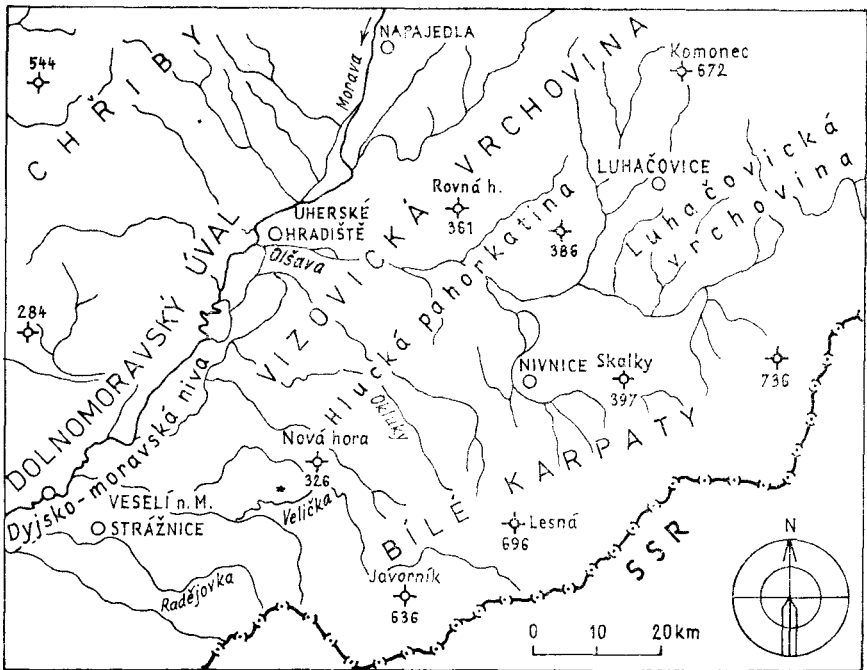 NAPAJEDLA
Komonec
672
544
CHŘIBY
Morava
VIZOVICKÁ VRCHOVINA
LUHAČOVICE
Luhačovická
vrchovina
Rovná h.
361
386
UHERSKÉ
HRADIŠTĚ
Olšava
DOLNOMORAVSKÝ ÚVAL
284
Dyjsko-moravská niva
Hlucká pahorkatina
Okluky
NIVNICE
Skalky
397
736
Nová hora
326
VESELÍ n. M.
STRÁŽNICE
Velička
BÍLÉ KARPATY
Lesná
696
SSR
Javorník
636
Radějovka
0 10 20 km
N